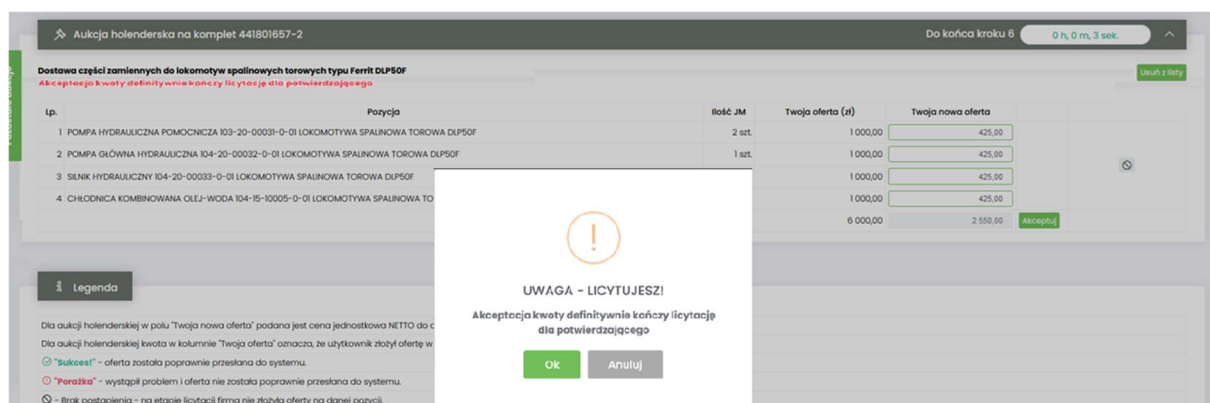 Aukcja holenderska na komplet 441801657-2
Do końca kroku 6 0 h, 0 m, 3 sek.
Dostawa części zamiennych do lokomotyw spalinowych torowych typu Ferrit DLP50F
Usuń z listy
Akceptacja kwoty definitywnie kończy licytację dla potwierdzającego
Lp. Pozycja Ilość JM Twoja oferta (zł) Twoja nowa oferta
1 POMPA HYDRAULICZNA POMOCNICZA 103-20-00031-0-01 LOKOMOTYWA SPALINOWA TOROWA DLP50F 2 szt. 1 000,00 425,00
2 POMPA GŁÓWNA HYDRAULICZNA 104-20-00032-0-01 LOKOMOTYWA SPALINOWA TOROWA DLP50F 1 szt. 1 000,00 425,00
3 SILNIK HYDRAULICZNY 104-20-00033-0-01 LOKOMOTYWA SPALINOWA TOROWA DLP50F 1 000,00 425,00
4 CHŁODNICA KOMBINOWANA OLEJ-WODA 104-15-10005-0-01 LOKOMOTYWA SPALINOWA TO 1 000,00 425,00
6 000,00 2 550,00 Akceptuj
UWAGA - LICYTUJESZ!
Akceptacja kwoty definitywnie kończy licytację
dla potwierdzającego
Ok Anuluj
Legenda
Dla aukcji holenderskiej w polu "Twoja nowa oferta" podana jest cena jednostkowa NETTO do
Dla aukcji holenderskiej kwota w kolumnie "Twoja oferta" oznacza, że użytkownik złożył ofertę w
"Sukces!" - oferta została poprawnie przesłana do systemu.
"Porażka" - wystąpił problem i oferta nie została poprawnie przesłana do systemu.
- Brak postąpienia - na etapie licytacji firma nie złożyła oferty na danej pozycji.